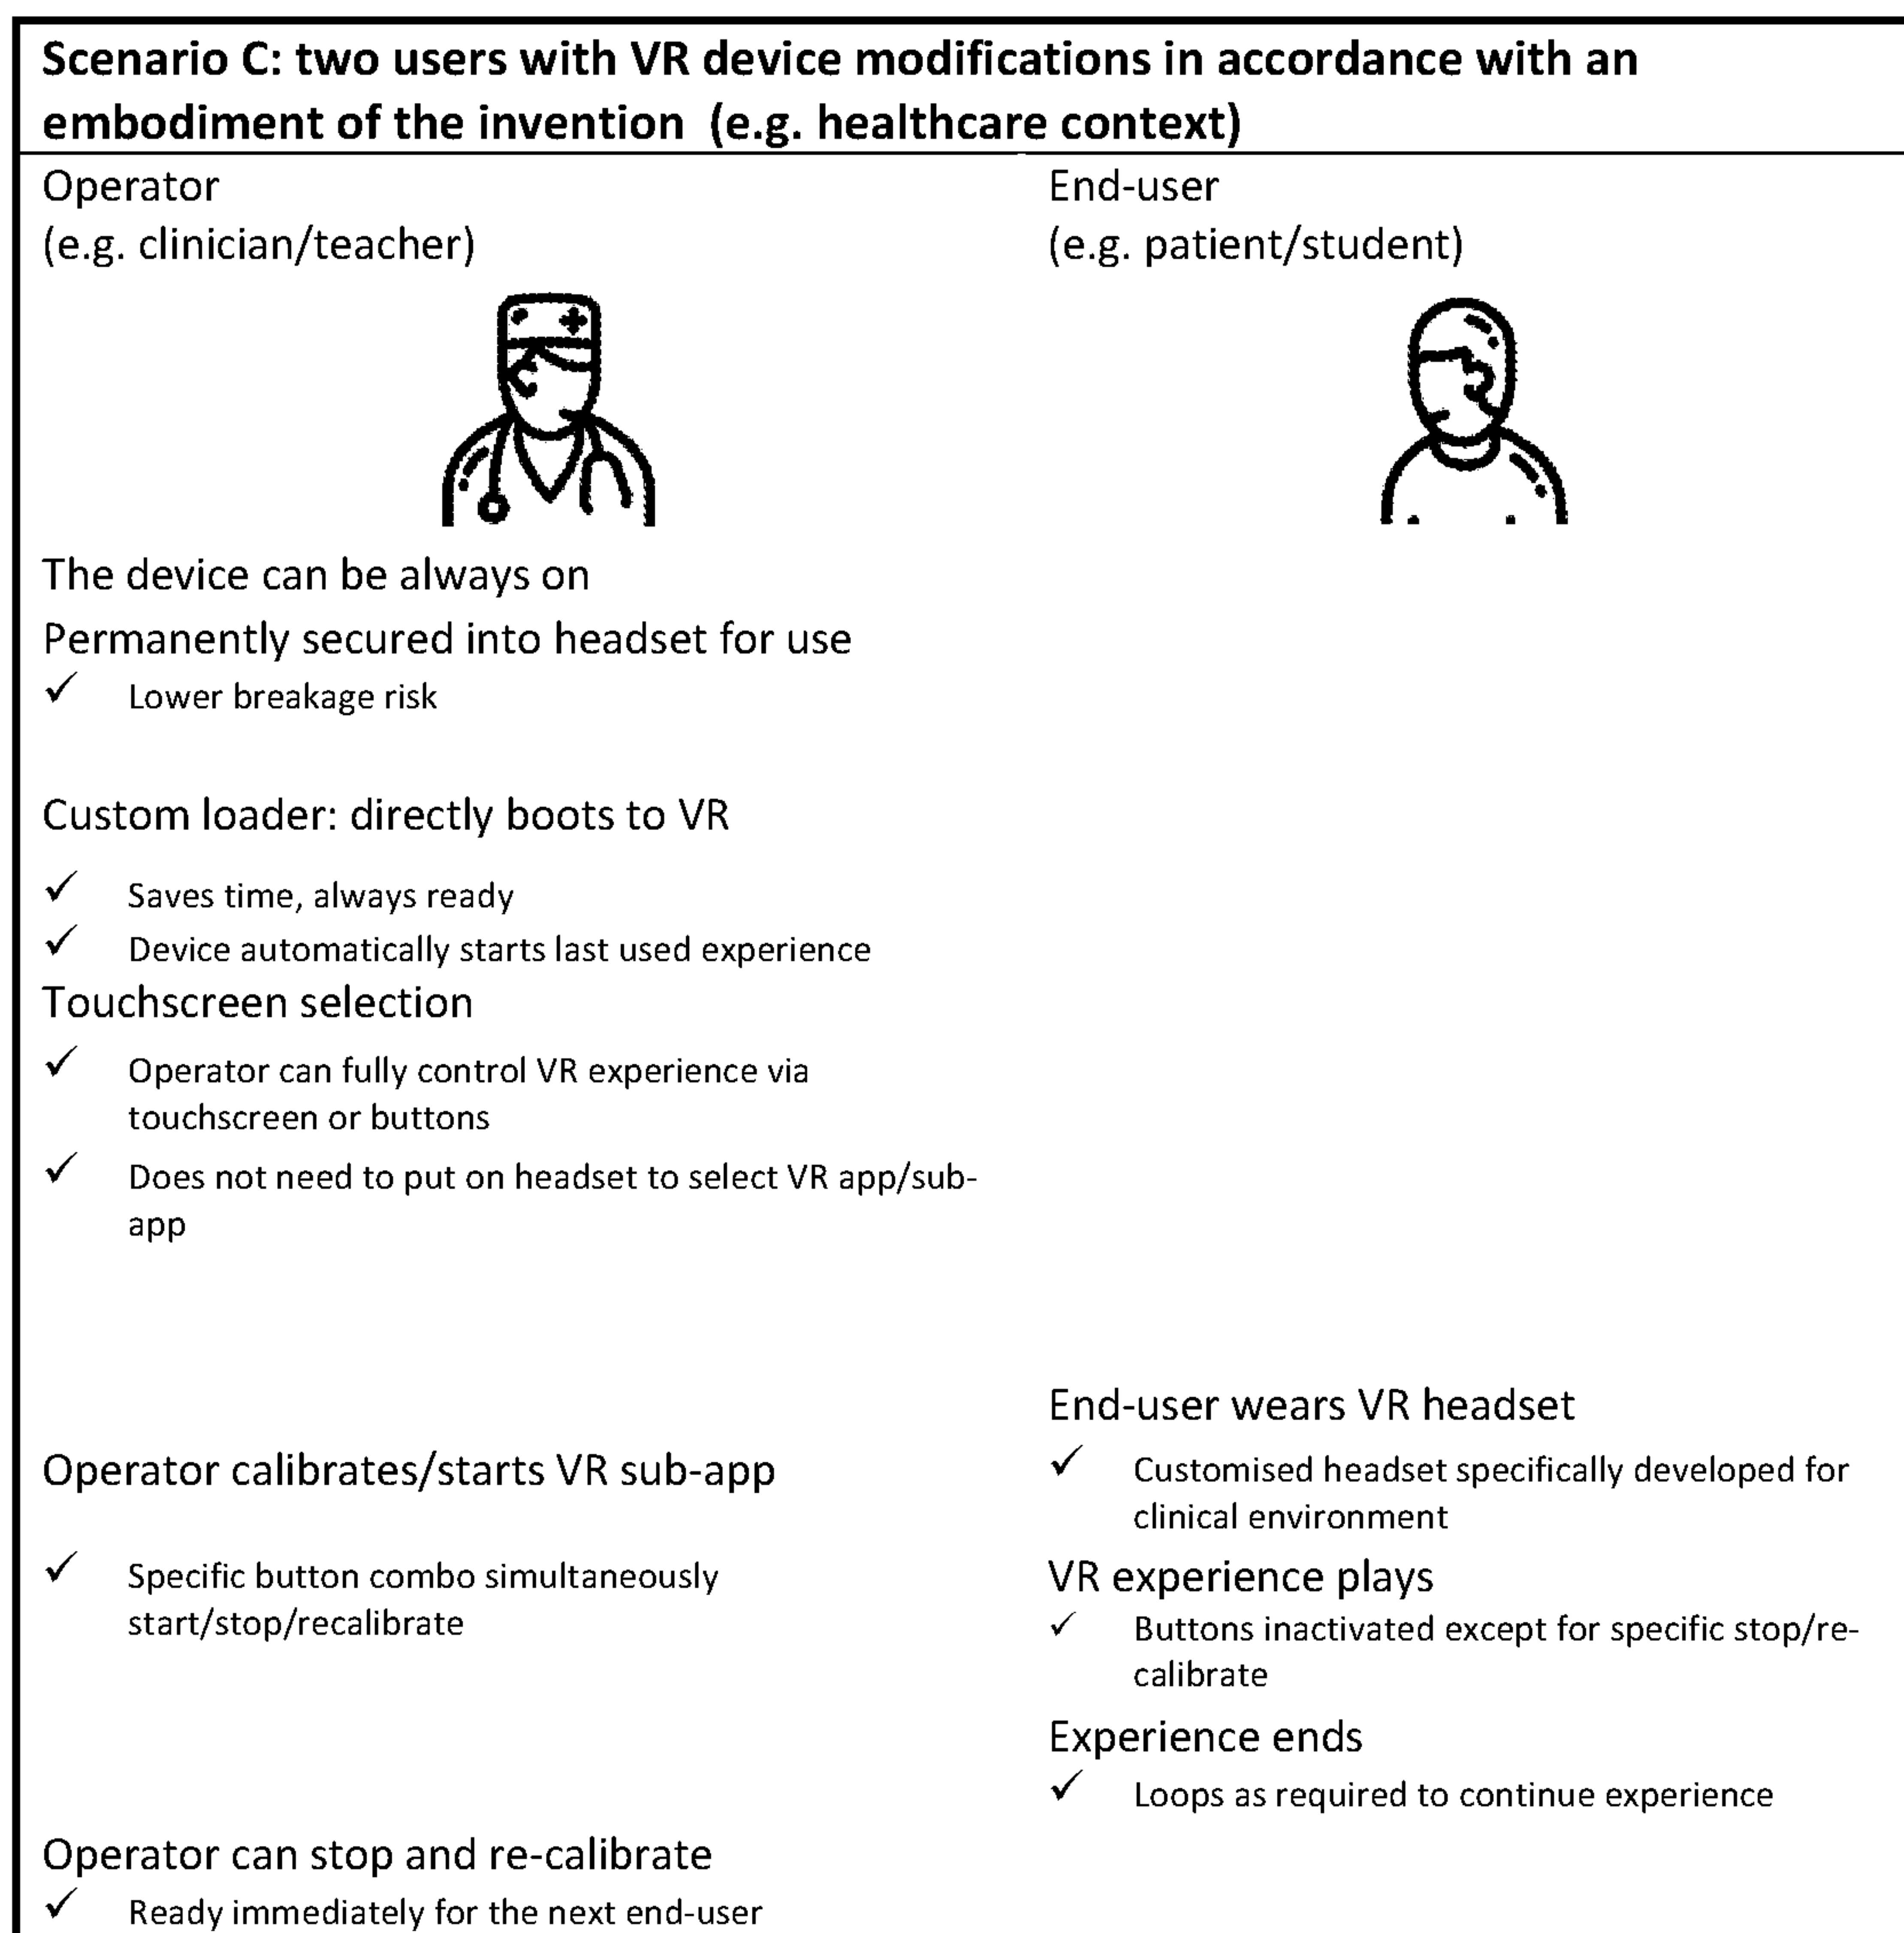 Scenario C: two users with VR device modifications in accordance with an
embodiment of the invention (e.g. healthcare context)
Operator
(e.g. clinician/teacher)
End-user
(e.g. patient/student)
The device can be always on
Permanently secured into headset for use
✓ Lower breakage risk
Custom loader: directly boots to VR
✓ Saves time, always ready
✓ Device automatically starts last used experience
Touchscreen selection
✓ Operator can fully control VR experience via
touchscreen or buttons
✓ Does not need to put on headset to select VR app/sub-
app
End-user wears VR headset
✓ Customised headset specifically developed for
clinical environment
Operator calibrates/starts VR sub-app
✓ Specific button combo simultaneously
start/stop/recalibrate
VR experience plays
✓ Buttons inactivated except for specific stop/re-
calibrate
Experience ends
✓ Loops as required to continue experience
Operator can stop and re-calibrate
✓ Ready immediately for the next end-user